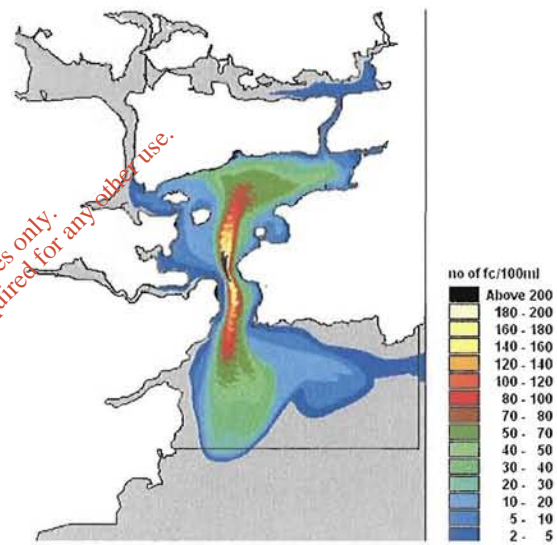 es only.
quired for any other use.
no of fc/100ml
Above 200
180 - 200
160 - 180
140 - 160
120 - 140
100 - 120
80 - 100
70 - 80
50 - 70
40 - 50
30 - 40
20 - 30
10 - 20
5 - 10
2 - 5